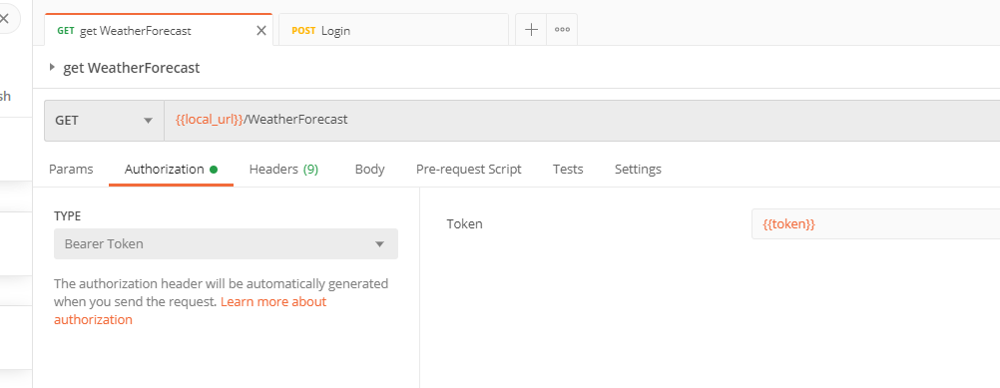 GET get WeatherForecast
POST Login
get WeatherForecast
sh
GET {{local_url}}/WeatherForecast
Params Authorization Headers (9) Body Pre-request Script Tests Settings
TYPE
Bearer Token
The authorization header will be automatically generated
when you send the request. Learn more about
authorization
Token {{token}}